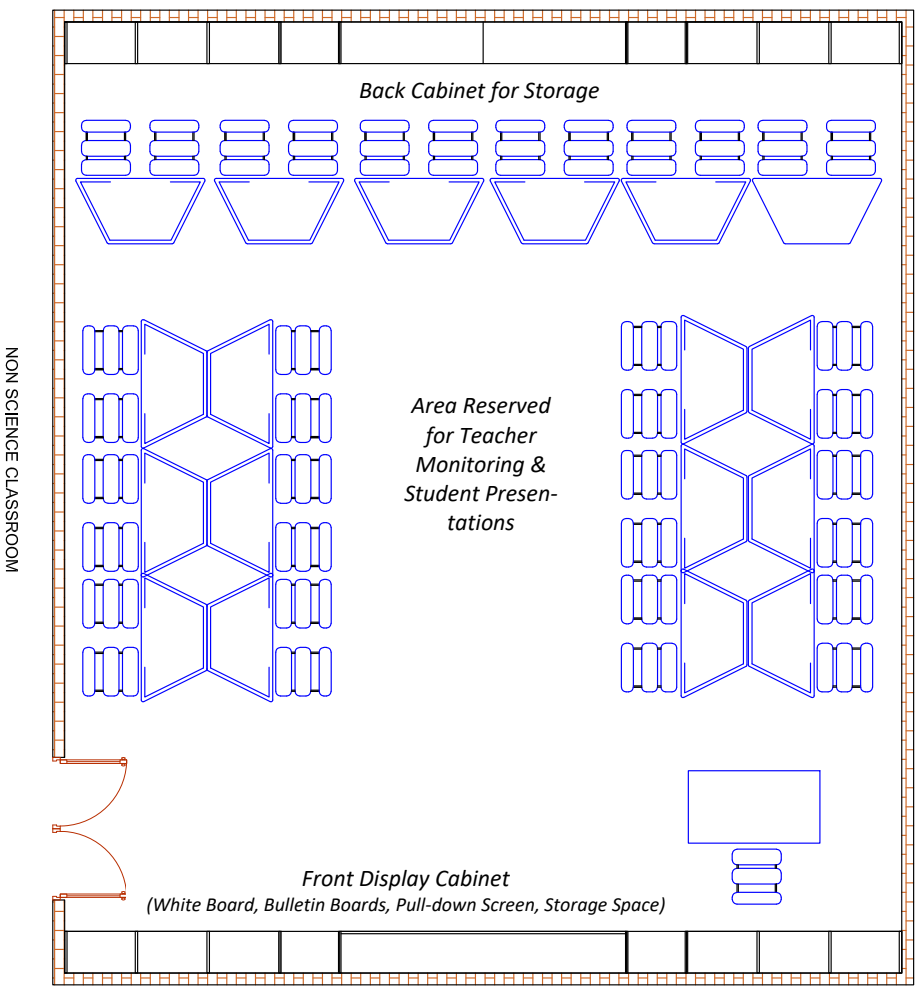 Back Cabinet for Storage
NON SCIENCE CLASSROOM
Area Reserved
for Teacher
Monitoring &
Student Presen-
tations
Front Display Cabinet
(White Board, Bulletin Boards, Pull-down Screen, Storage Space)